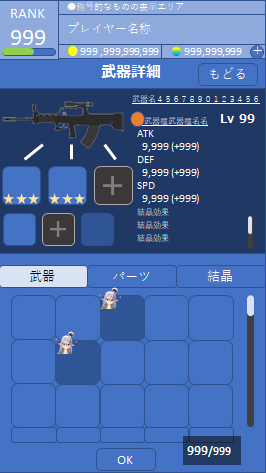 RANK
999
●称号的なものの表示エリア
プレイヤー名称
999,999,999,999
999,999,999
+
武器詳細
もどる
武器名4567890123456
武器種武器種名名
Lv 99
ATK
9,999 (+999)
DEF
9,999 (+999)
SPD
9,999 (+999)
結晶効果
結晶効果
結晶効果
★★★ ★★★ +
+
武器 パーツ 結晶
999/999
OK